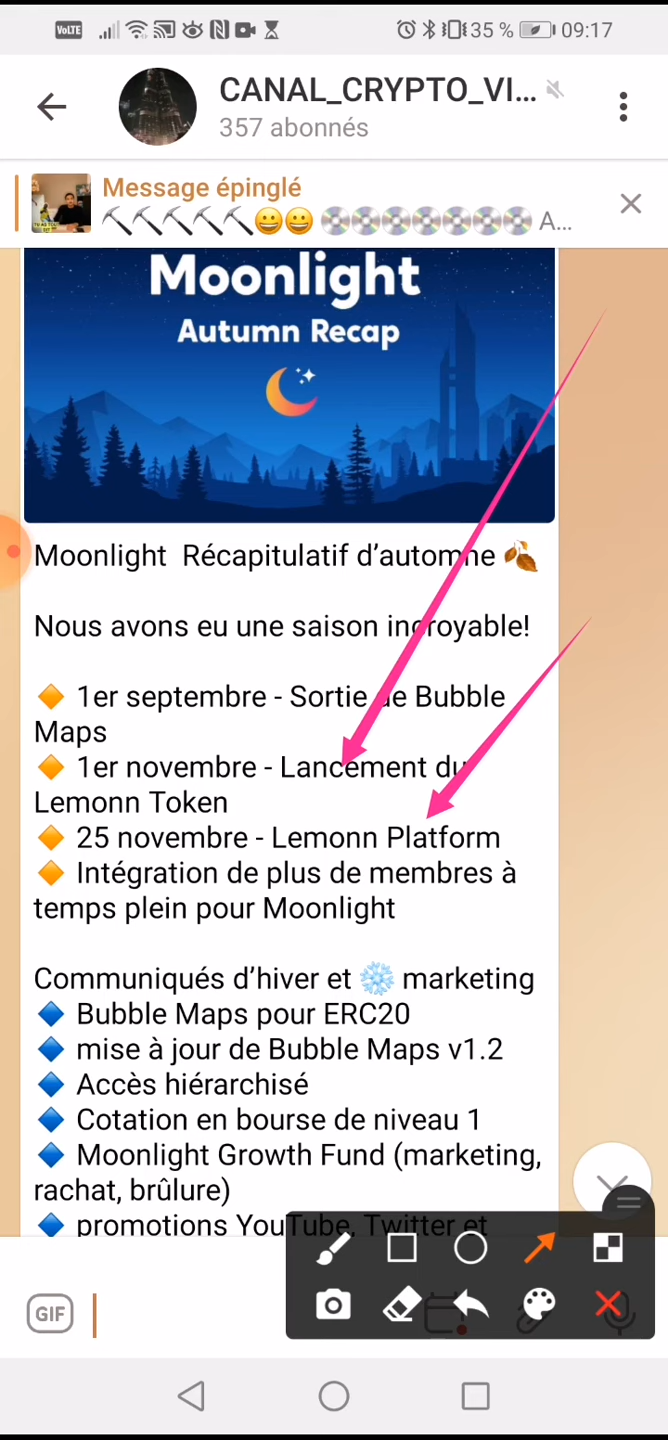 VoLTE 35 % 09:17
CANAL_CRYPTO_VI...
357 abonnés
Message épinglé
A...
Moonlight
Autumn Recap
Moonlight Récapitulatif d'automne
Nous avons eu une saison incroyable!
1er septembre - Sortie de Bubble
Maps
1er novembre - Lancement du
Lemonn Token
25 novembre - Lemonn Platform
Intégration de plus de membres à
temps plein pour Moonlight
Communiqués d'hiver et marketing
Bubble Maps pour ERC20
mise à jour de Bubble Maps v1.2
Accès hiérarchisé
Cotation en bourse de niveau 1
Moonlight Growth Fund (marketing,
rachat, brûlure)
promotions YouTube, Twitter et
GIF